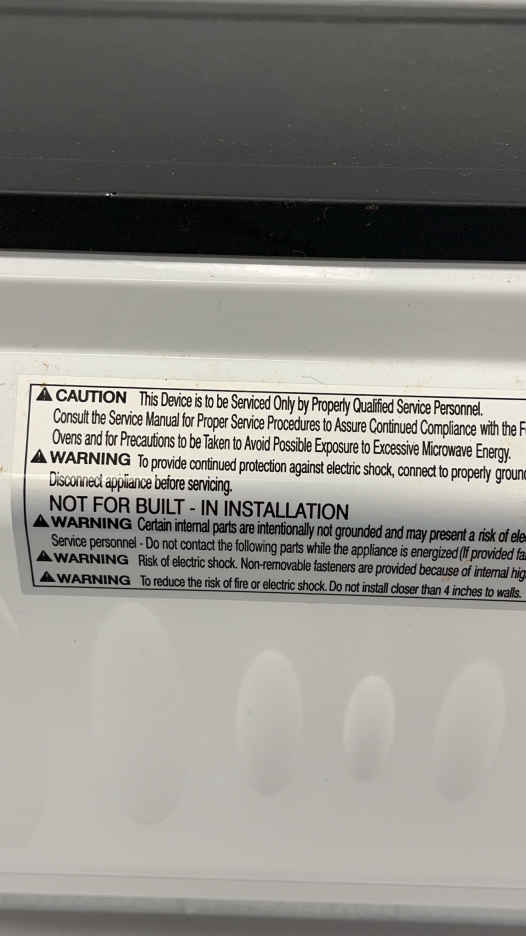 ⚠ CAUTION This Device is to be Serviced Only by Properly Qualified Service Personnel.
Consult the Service Manual for Proper Service Procedures to Assure Continued Compliance with the
Ovens and for Precautions to be Taken to Avoid Possible Exposure to Excessive Microwave Energy.
⚠ WARNING To provide continued protection against electric shock, connect to properly
Disconnect appliance before servicing.
NOT FOR BUILT - IN INSTALLATION
⚠ WARNING Certain internal parts are intentionally not grounded and may present a risk of
Service personnel - Do not contact the following parts while the appliance is energized (If provided
⚠ WARNING Risk of electric shock. Non-removable fasteners are provided because of internal
⚠ WARNING To reduce the risk of fire or electric shock. Do not install closer than 4 inches to walls.